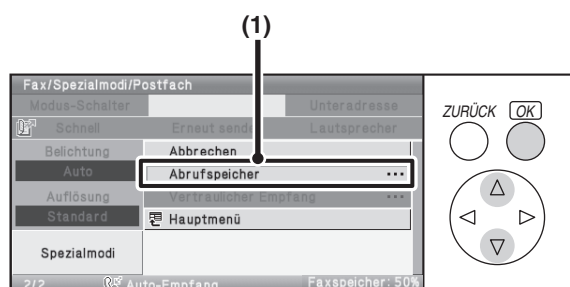 (1)
Fax/Spezialmodi/Postfach
Modus-Schalter Unteradresse
Schnell Erneut senden Lautsprecher
Belichtung
Auto
Auflösung
Standard
Spezialmodi
Abbrechen
Abrufspeicher ...
Vertraulicher Empfang ...
Hauptmenü
2/2 Auto-Empfang Faxspeicher: 50%
ZURÜCK OK